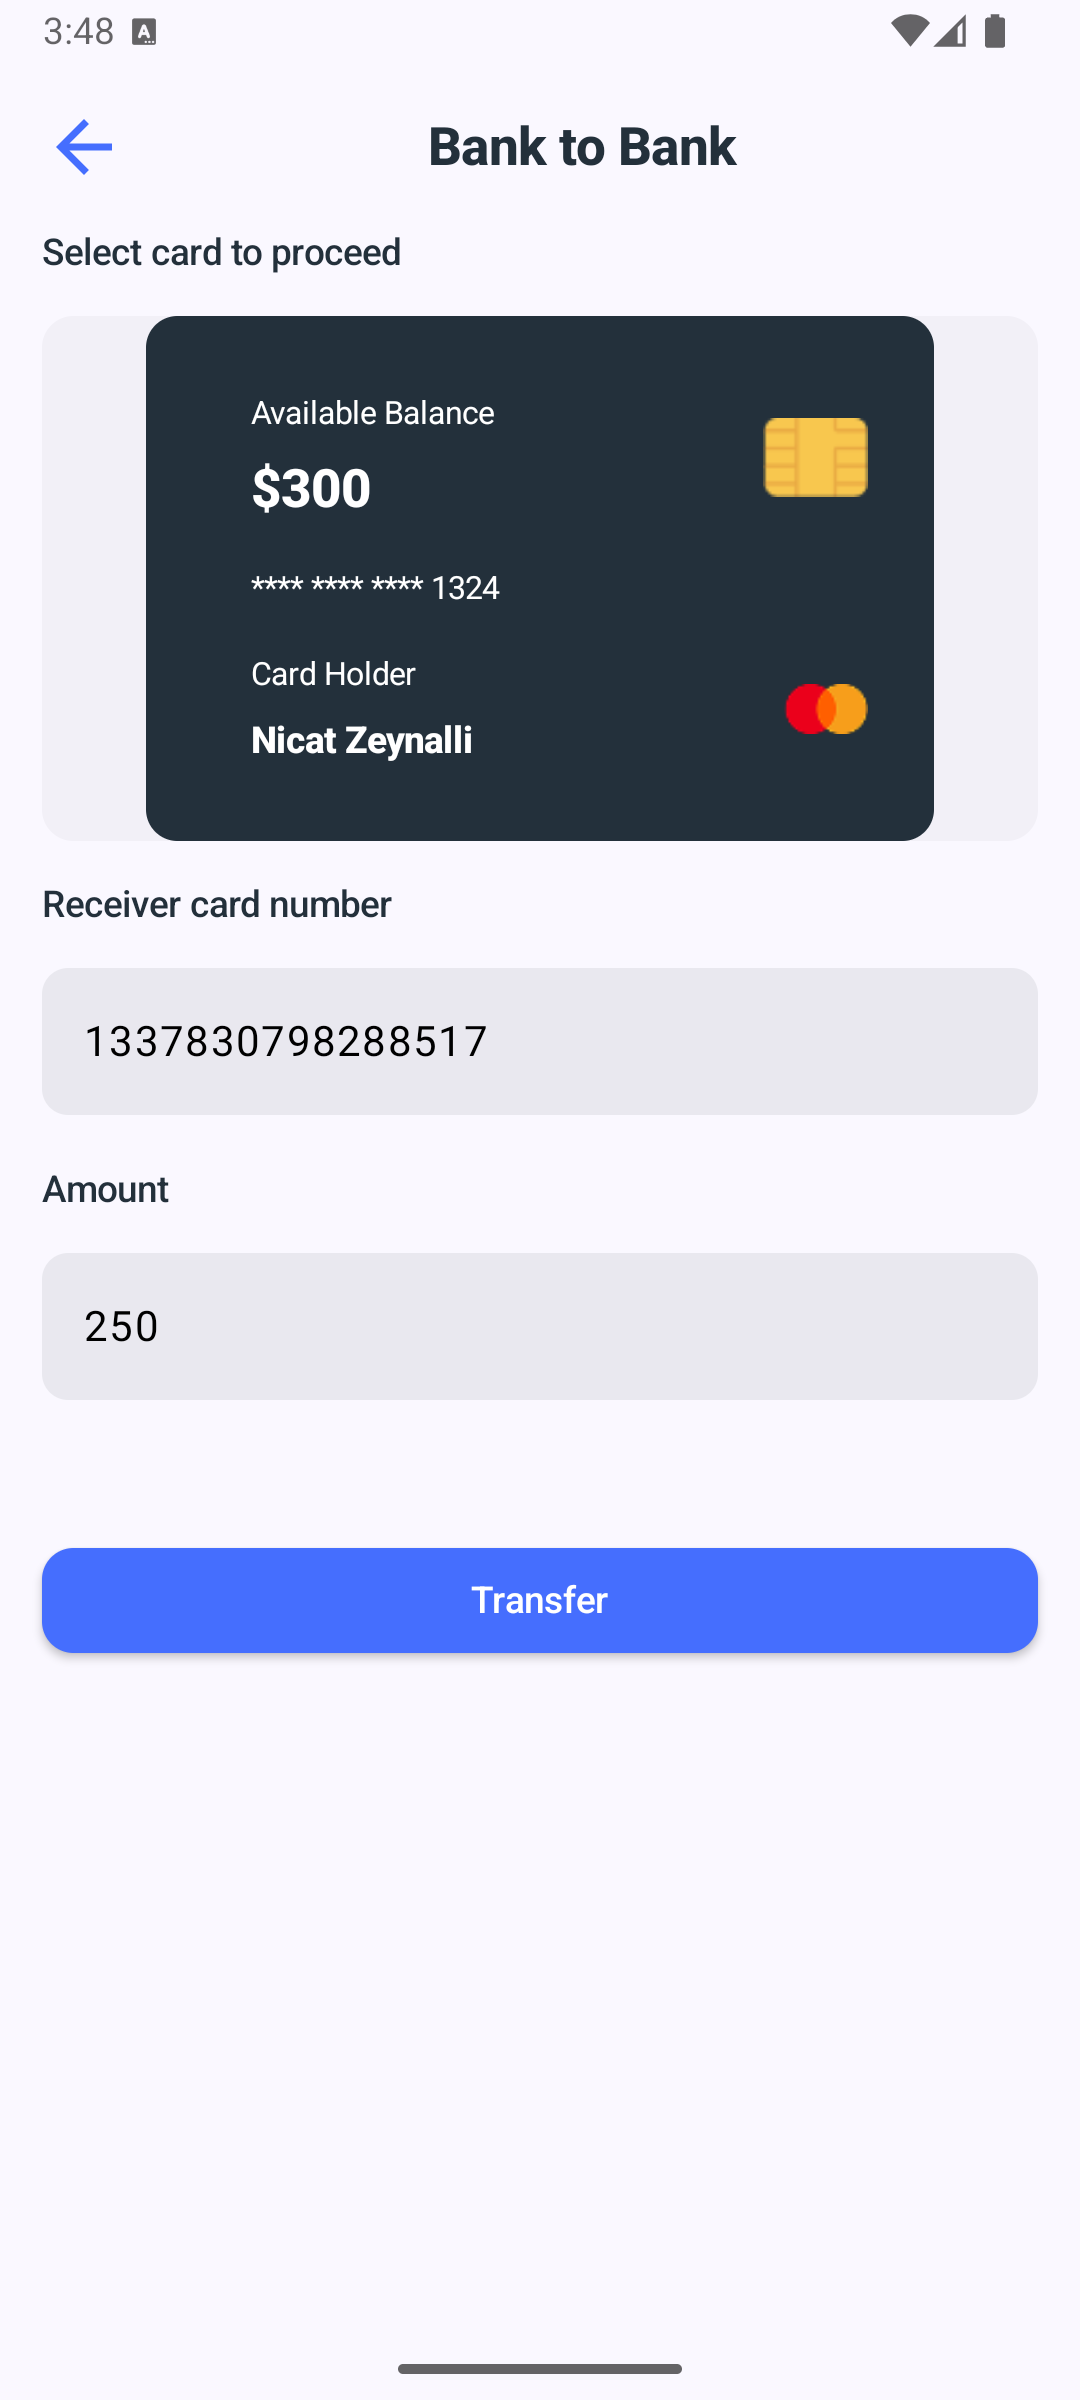 3:48
Bank to Bank
Select card to proceed
Available Balance
$300
**** **** **** 1324
Card Holder
Nicat Zeynalli
Receiver card number
1337830798288517
Amount
250
Transfer